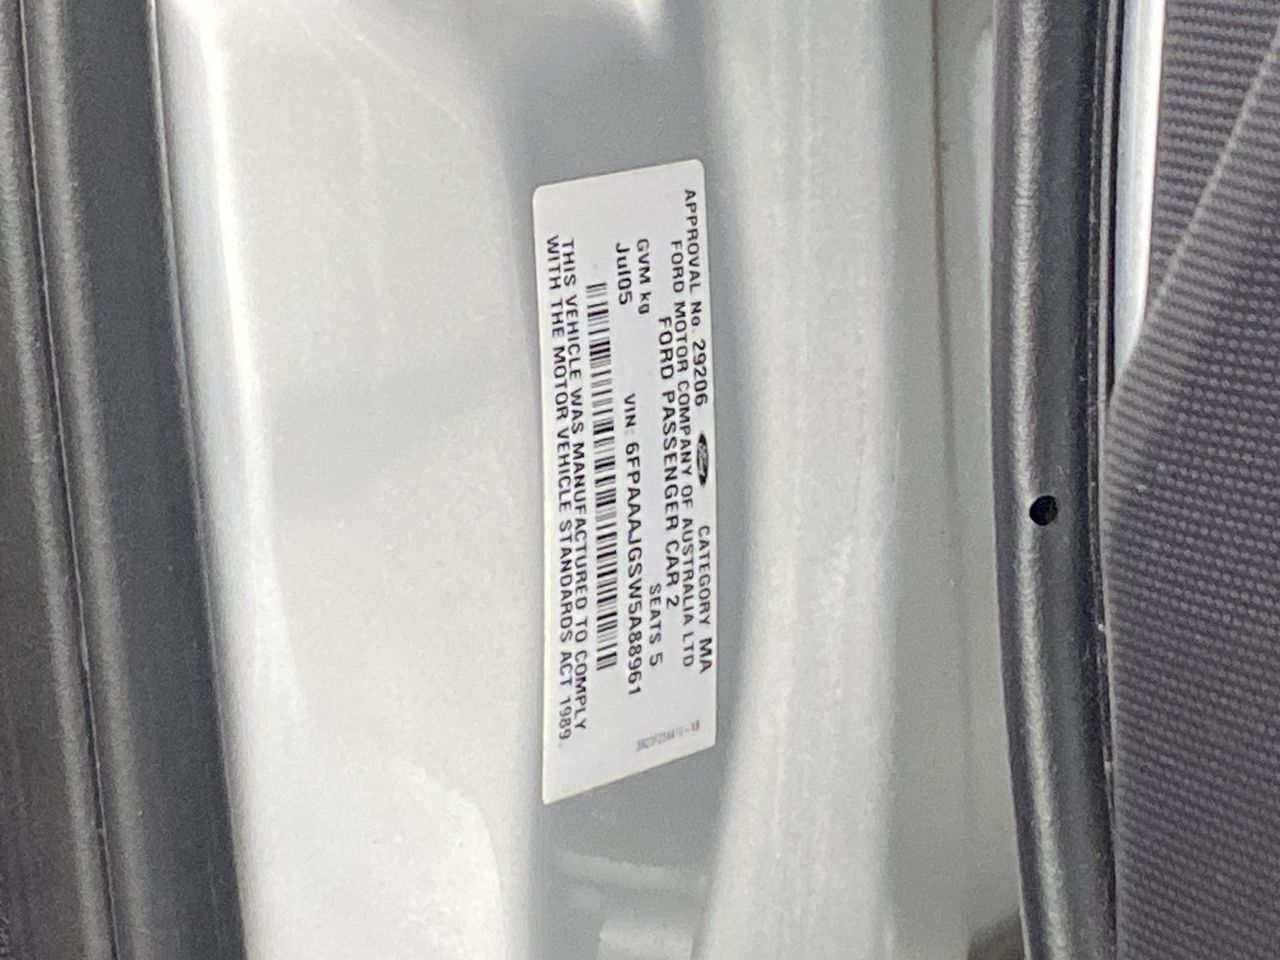 APPROVAL No. 29206 Ford CATEGORY MA
FORD MOTOR COMPANY OF AUSTRALIA LTD
FORD PASSENGER CAR 2
GVM kg SEATS 5
Jul05 VIN: 6FPAAAJGSW5A88961
THIS VEHICLE WAS MANUFACTURED TO COMPLY
WITH THE MOTOR VEHICLE STANDARDS ACT 1989.